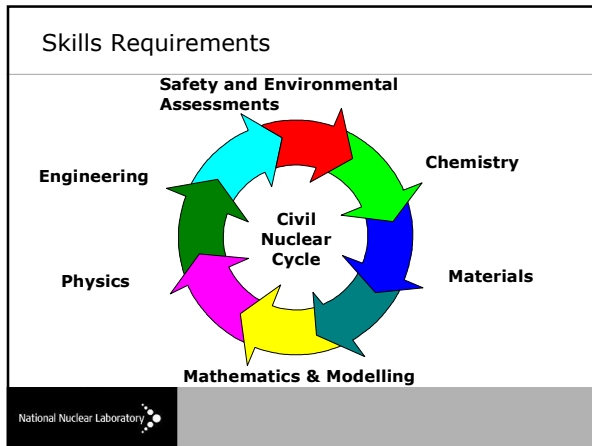 Skills Requirements
Safety and Environmental
Assessments
Engineering
Chemistry
Civil
Nuclear
Cycle
Physics
Materials
Mathematics & Modelling
National Nuclear Laboratory